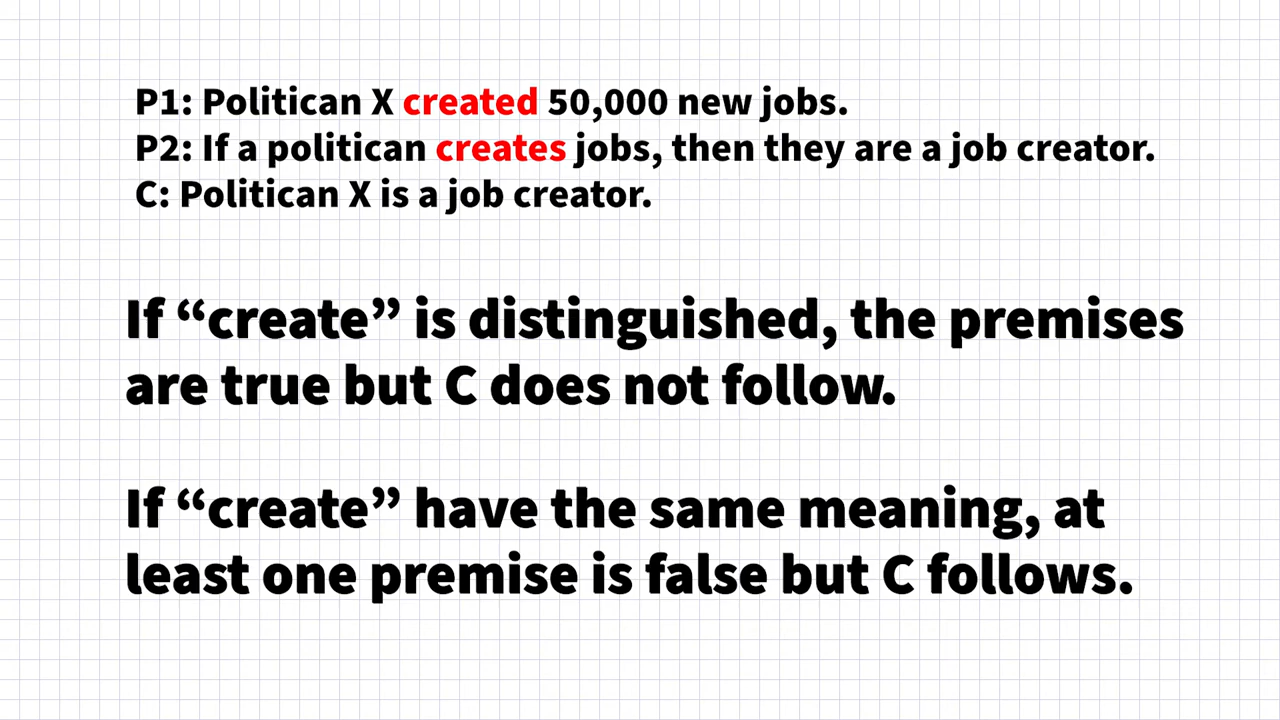 P1: Politican X created 50,000 new jobs.
P2: If a politican creates jobs, then they are a job creator.
C: Politican X is a job creator.
If “create” is distinguished, the premises
are true but C does not follow.
If “create” have the same meaning, at
least one premise is false but C follows.